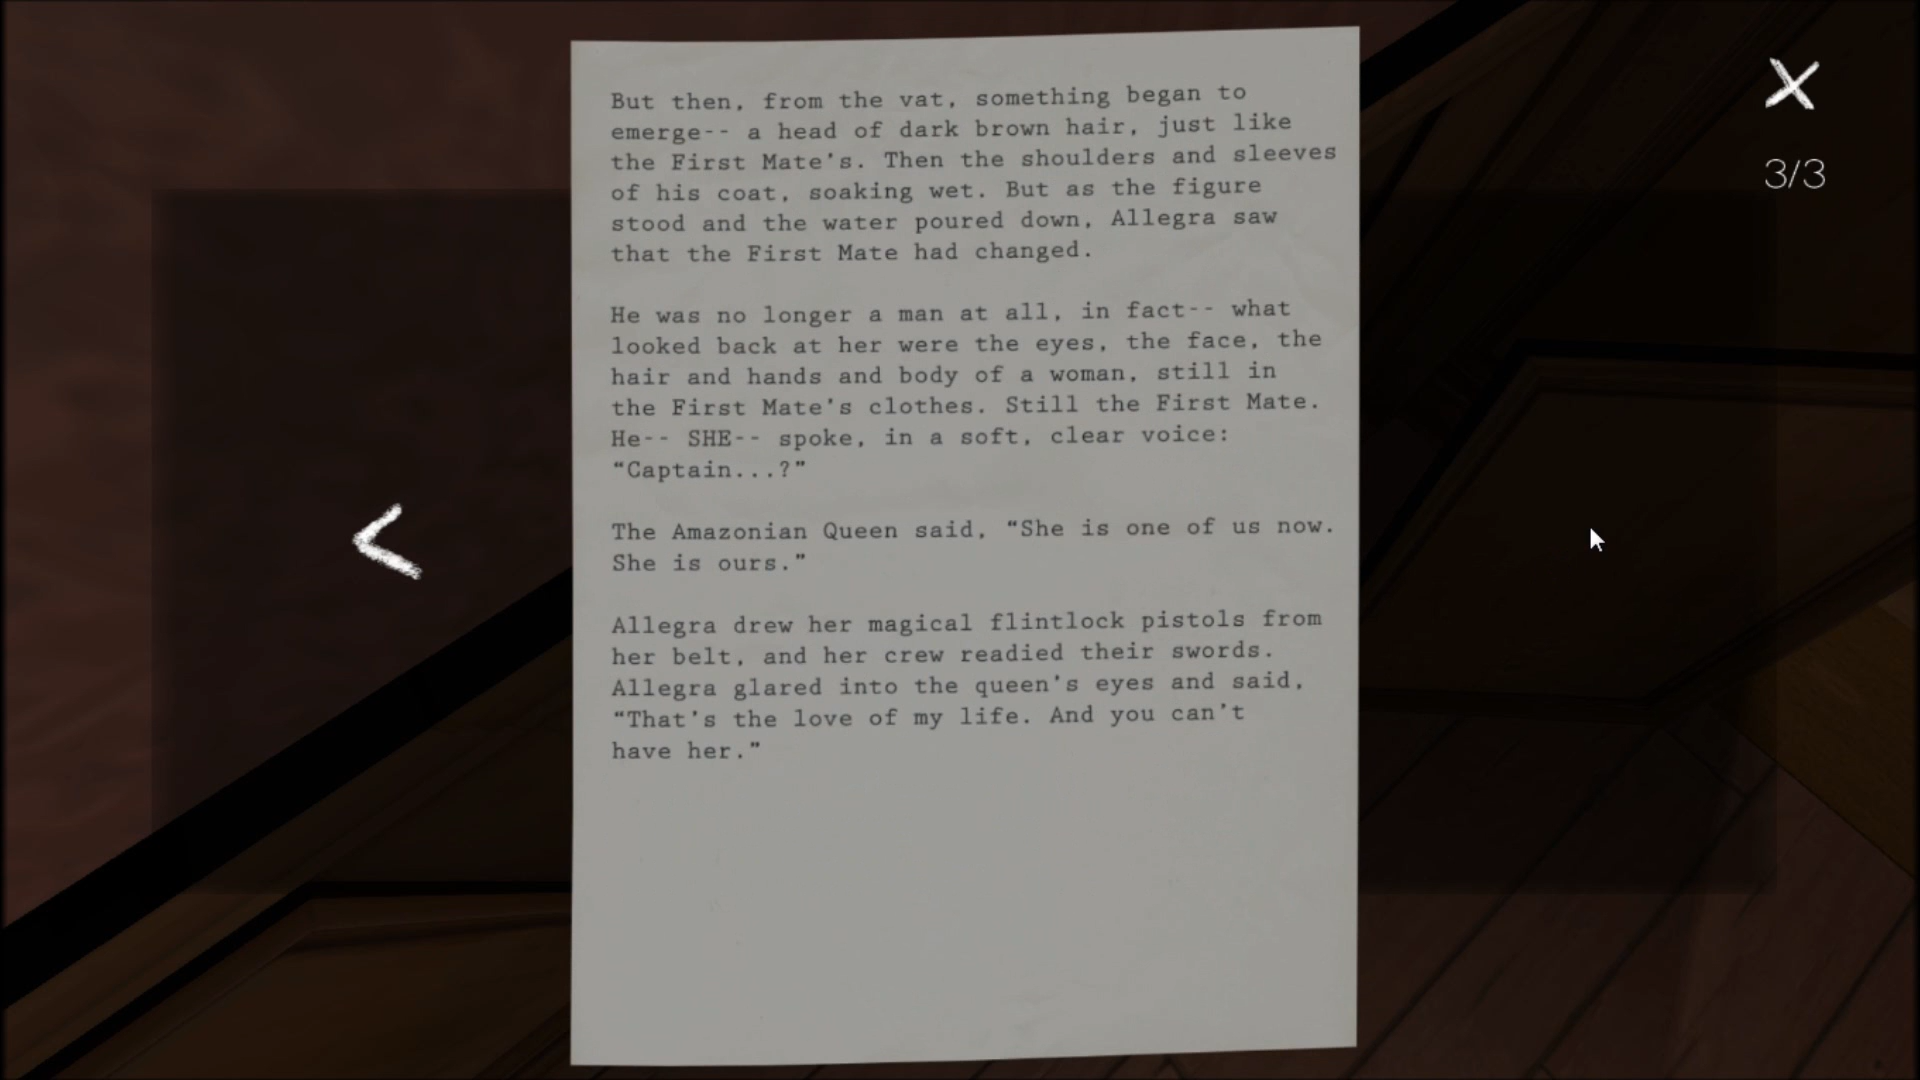 But then, from the vat, something began to
emerge-- a head of dark brown hair, just like
the First Mate's. Then the shoulders and sleeves
of his coat, soaking wet. But as the figure
stood and the water poured down, Allegra saw
that the First Mate had changed.
He was no longer a man at all, in fact-- what
looked back at her were the eyes, the face, the
hair and hands and body of a woman, still in
the First Mate's clothes. Still the First Mate.
He-- SHE-- spoke, in a soft, clear voice:
“Captain...?”
The Amazonian Queen said, “She is one of us now.
She is ours.”
Allegra drew her magical flintlock pistols from
her belt, and her crew readied their swords.
Allegra glared into the queen's eyes and said,
“That's the love of my life. And you can't
have her.”
3/3